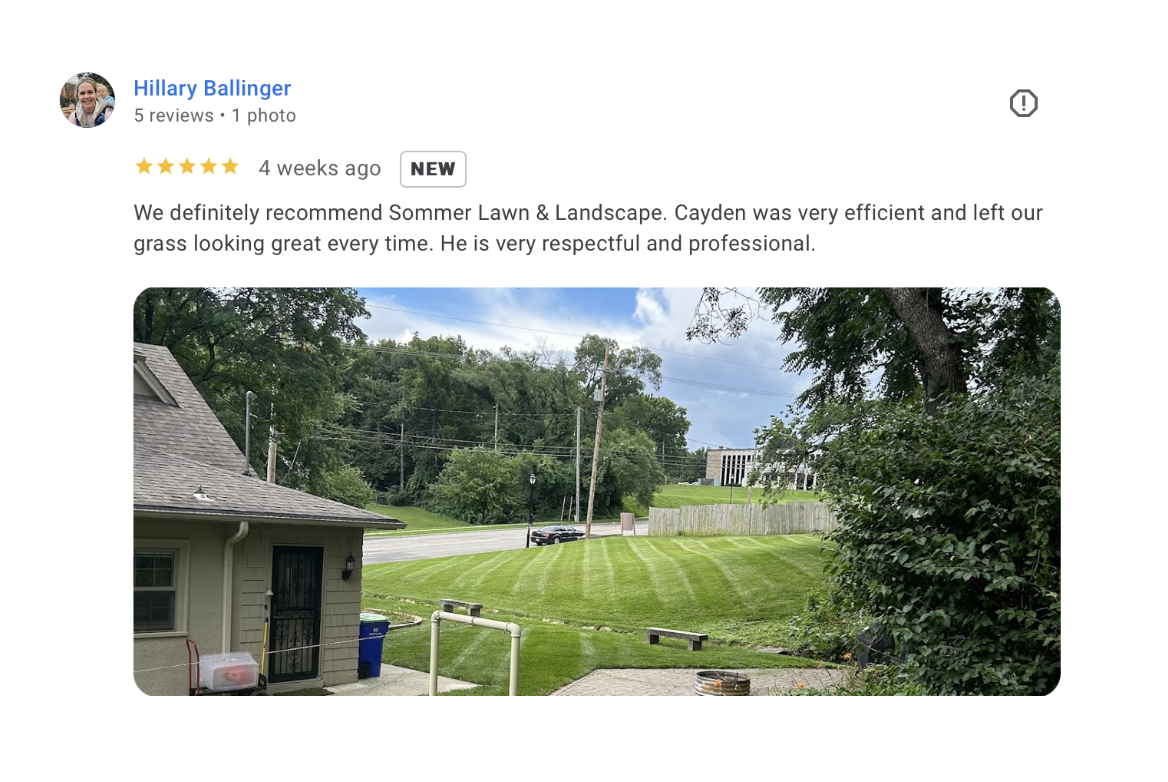 Hillary Ballinger
5 reviews • 1 photo
4 weeks ago NEW
We definitely recommend Sommer Lawn & Landscape. Cayden was very efficient and left our
grass looking great every time. He is very respectful and professional.